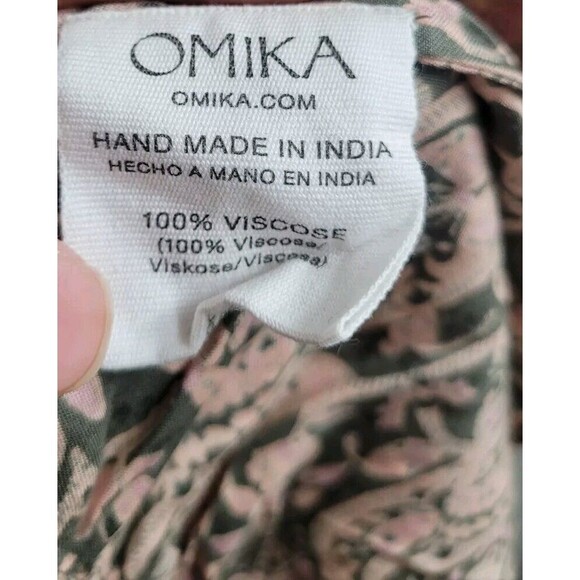 OMIKA
OMIKA.COM
HAND MADE IN INDIA
HECHO A MANO EN INDIA
100% VISCOSE
(100% Viscose/
Viskose/Viscosa)